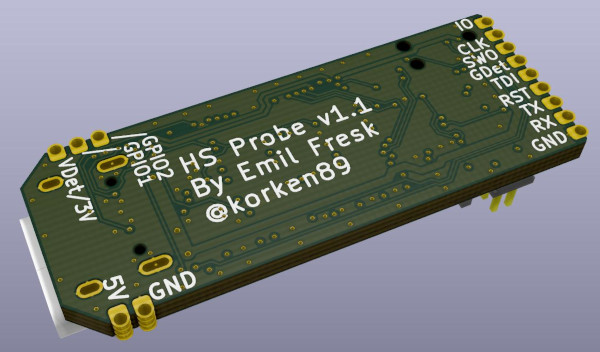 HS Probe v1.1
By Emil Fresk
@korken89
IO
CLK
SWO
GDet
TDI
RST
TX
RX
GND
GPIO2
GPIO1
VDet/3V
5V
GND